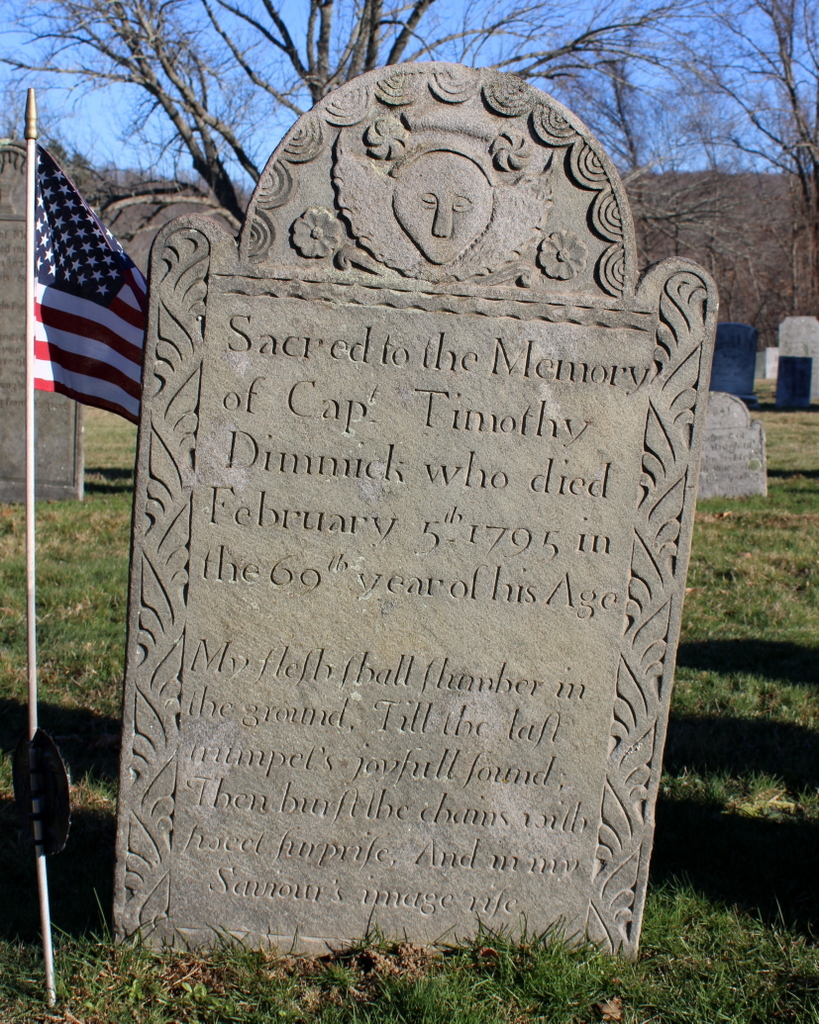 Sacred to the Memory
of Capt. Timothy
Dimmick who died
February 5th. 1795 in
the 69th year of his Age
My fleſh ſhall ſlumber in
the ground, Till the laſt
trumpet's joyfull ſound;
Then burſt the chains with
ſweet ſurpriſe, And in my
Saviour's image riſe